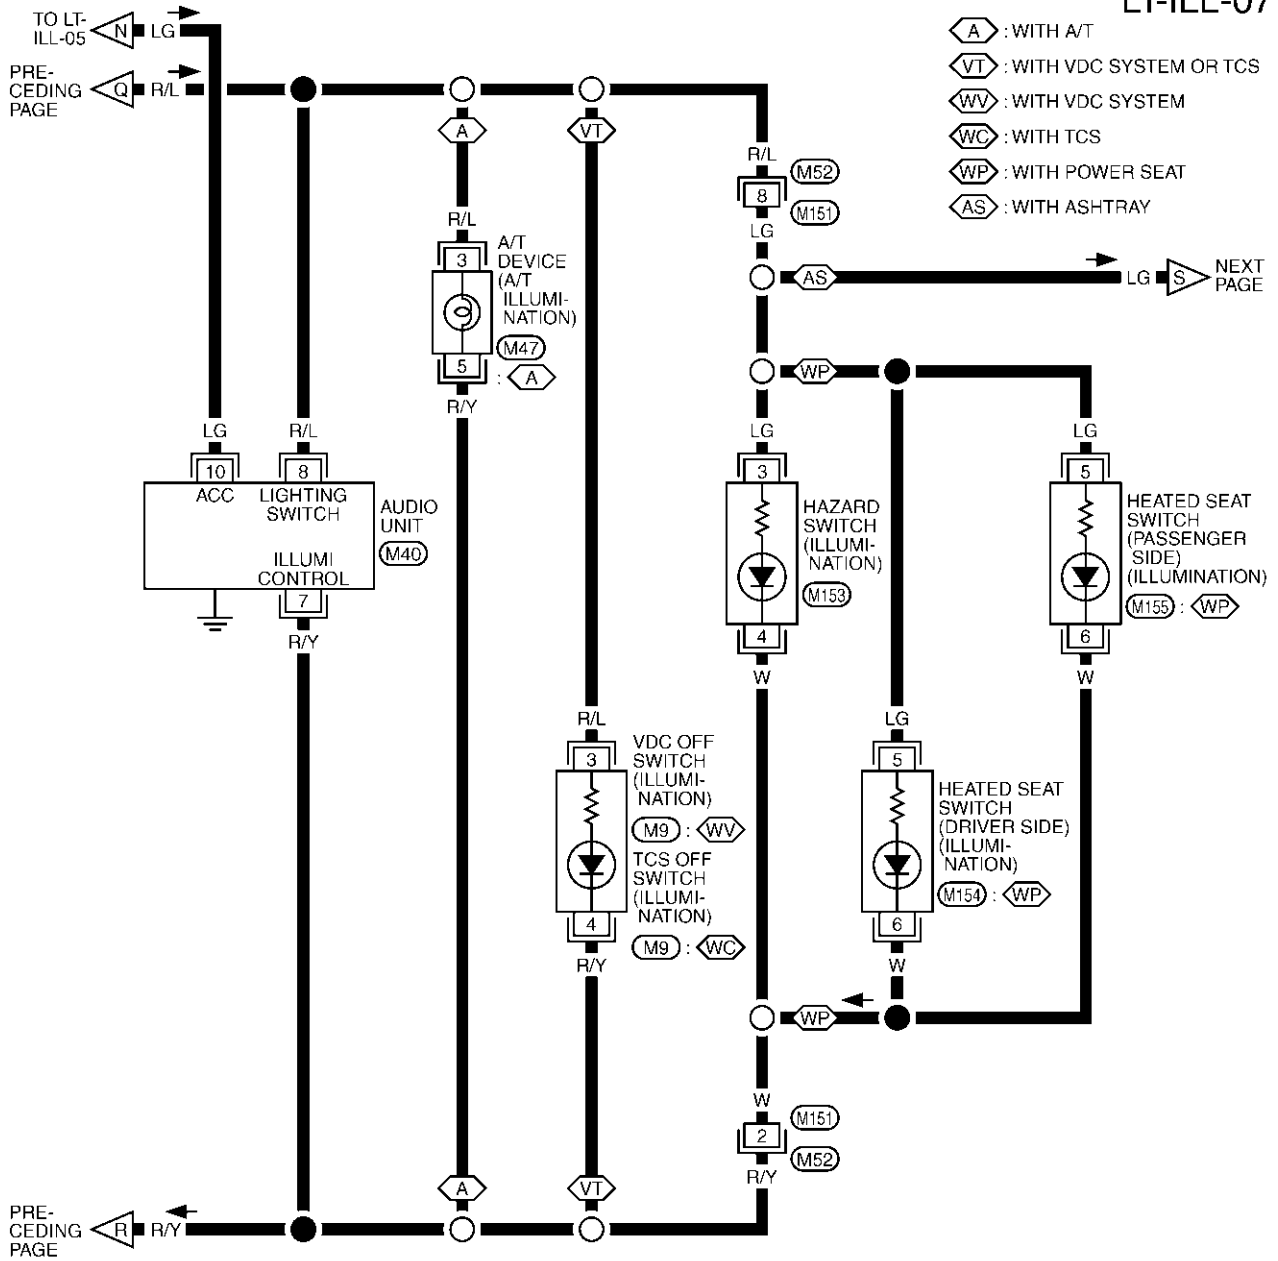 LT-ILL-07
TO LT-
ILL-05
N
LG
PRE-
CEDING
PAGE
Q
R/L
A : WITH A/T
VT : WITH VDC SYSTEM OR TCS
WV : WITH VDC SYSTEM
WC : WITH TCS
WP : WITH POWER SEAT
AS : WITH ASHTRAY
A
VT
R/L
M52
8
M151
LG
R/L
3
A/T
DEVICE
(A/T
ILLUMI-
NATION)
M47
5
: A
R/Y
AS
LG
S
NEXT
PAGE
WP
LG
R/L
LG
LG
10
8
ACC
LIGHTING
SWITCH
AUDIO
UNIT
M40
ILLUMI
CONTROL
7
R/Y
3
HAZARD
SWITCH
(ILLUMI-
NATION)
M153
4
W
5
HEATED SEAT
SWITCH
(PASSENGER
SIDE)
(ILLUMINATION)
M155 : WP
6
W
R/L
3
VDC OFF
SWITCH
(ILLUMI-
NATION)
M9 : WV
TCS OFF
SWITCH
(ILLUMI-
NATION)
M9 : WC
4
R/Y
LG
5
HEATED SEAT
SWITCH
(DRIVER SIDE)
(ILLUMI-
NATION)
M154 : WP
6
W
WP
W
M151
2
M52
R/Y
A
VT
PRE-
CEDING
PAGE
R
R/Y